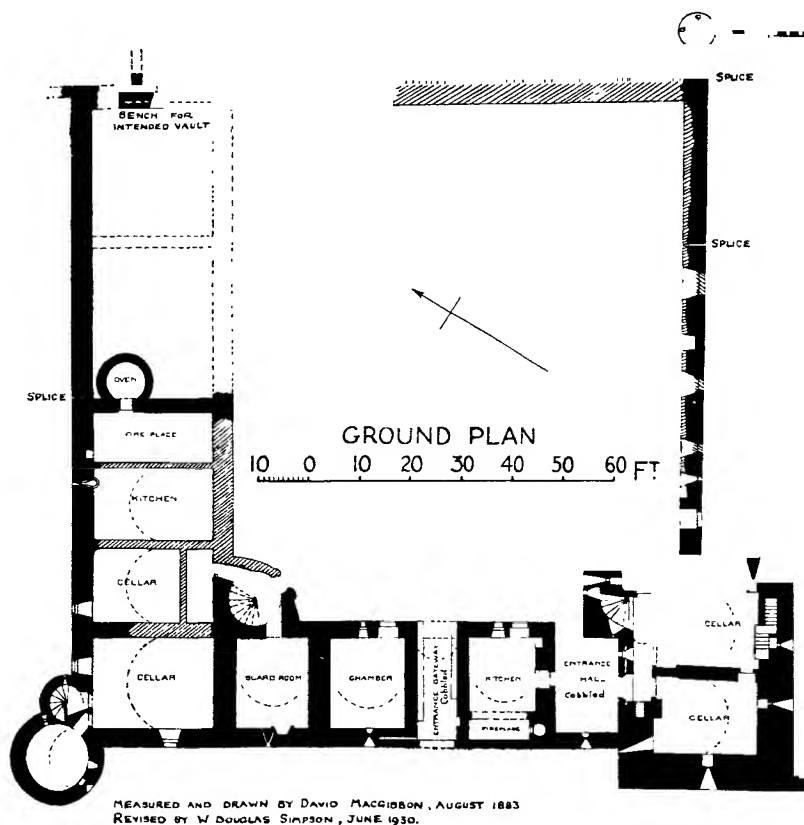 SPLICE
BENCH FOR
INTENDED VAULT
SPLICE
OVEN
SPLICE
FIRE PLACE
GROUND PLAN
10 0 10 20 30 40 50 60 FT.
KITCHEN
CELLAR
CELLAR
CELLAR
GUARD ROOM
CHAMBER
ENTRANCE GATEWAY
Cobbled
KITCHEN
FIREPLACE
ENTRANCE
HALL
Cobbled
CELLAR
MEASURED AND DRAWN BY DAVID MACGIBBON, AUGUST 1883
REVISED BY W DOUGLAS SIMPSON, JUNE 1930.